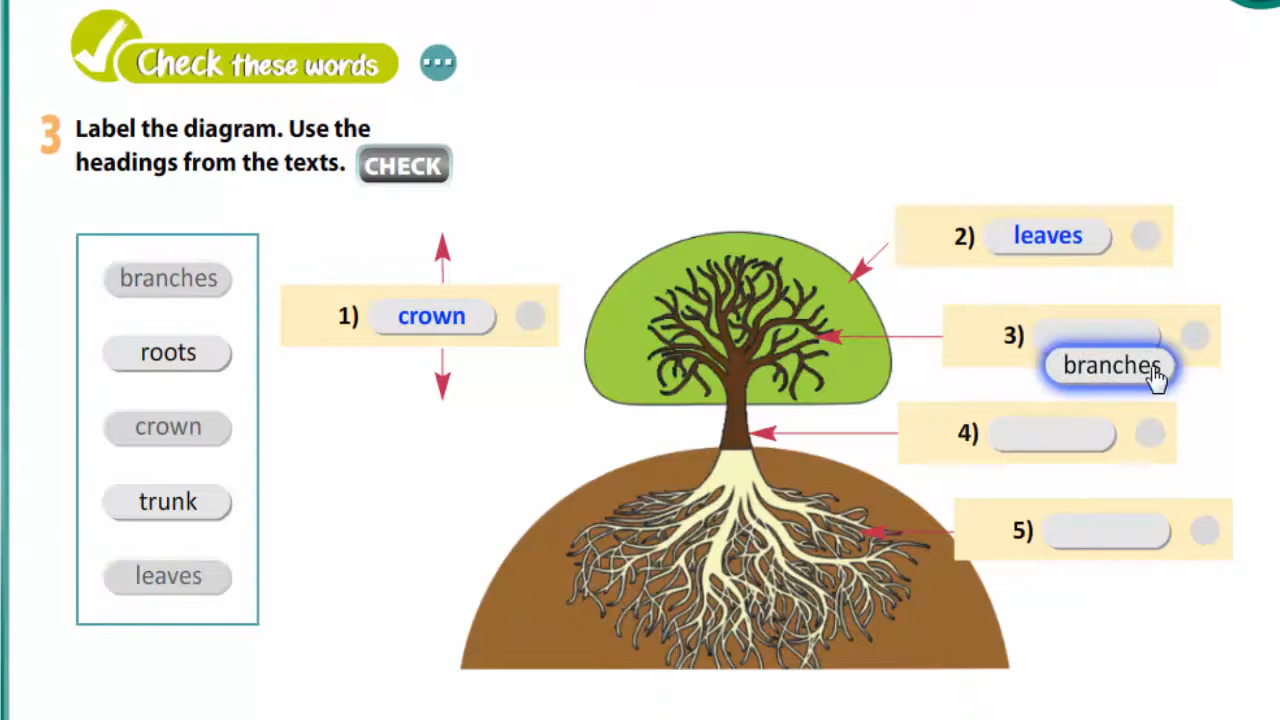 Check these words
3 Label the diagram. Use the
headings from the texts. CHECK
branches
roots
crown
trunk
leaves
1) crown
2) leaves
3)
branches
4)
5)